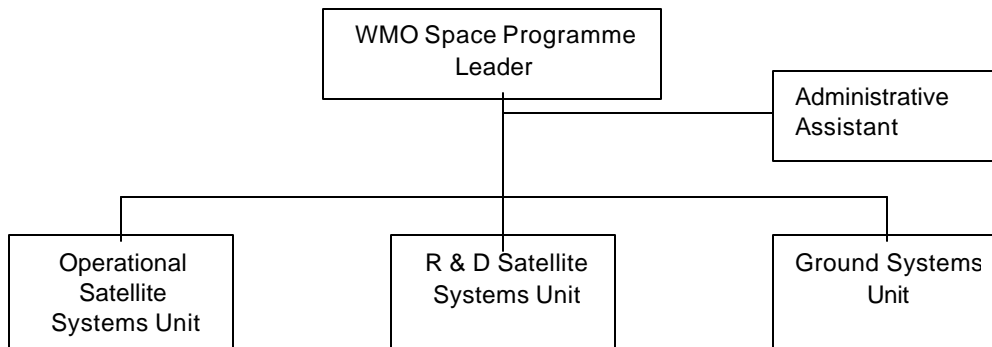 WMO Space Programme
Leader
Administrative
Assistant
Operational
Satellite
Systems Unit
R & D Satellite
Systems Unit
Ground Systems
Unit